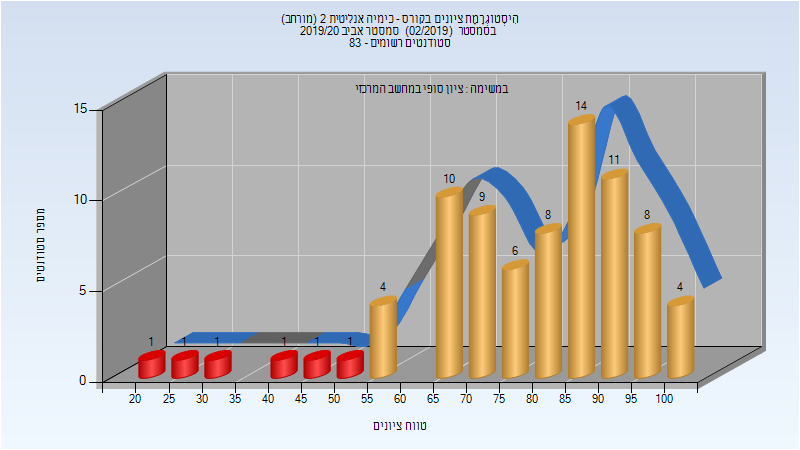 היסטוגרמת ציונים בקורס - כימיה אנליטית 2 (מורחב)
בסמסטר (02/2019) סמסטר אביב 2019/20
סטודנטים רשומים - 83
במשימה : ציון סופי במחשב המרכזי
15
10
5
0
מספר סטודנטים
1
1
1
1
1
1
4
10
9
6
8
14
11
8
4
20 25 30 35 40 45 50 55 60 65 70 75 80 85 90 95 100
טווח ציונים